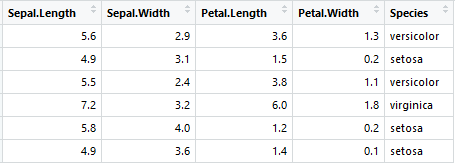 Sepal.Length Sepal.Width Petal.Length Petal.Width Species
5.6 2.9 3.6 1.3 versicolor
4.9 3.1 1.5 0.2 setosa
5.5 2.4 3.8 1.1 versicolor
7.2 3.2 6.0 1.8 virginica
5.8 4.0 1.2 0.2 setosa
4.9 3.6 1.4 0.1 setosa